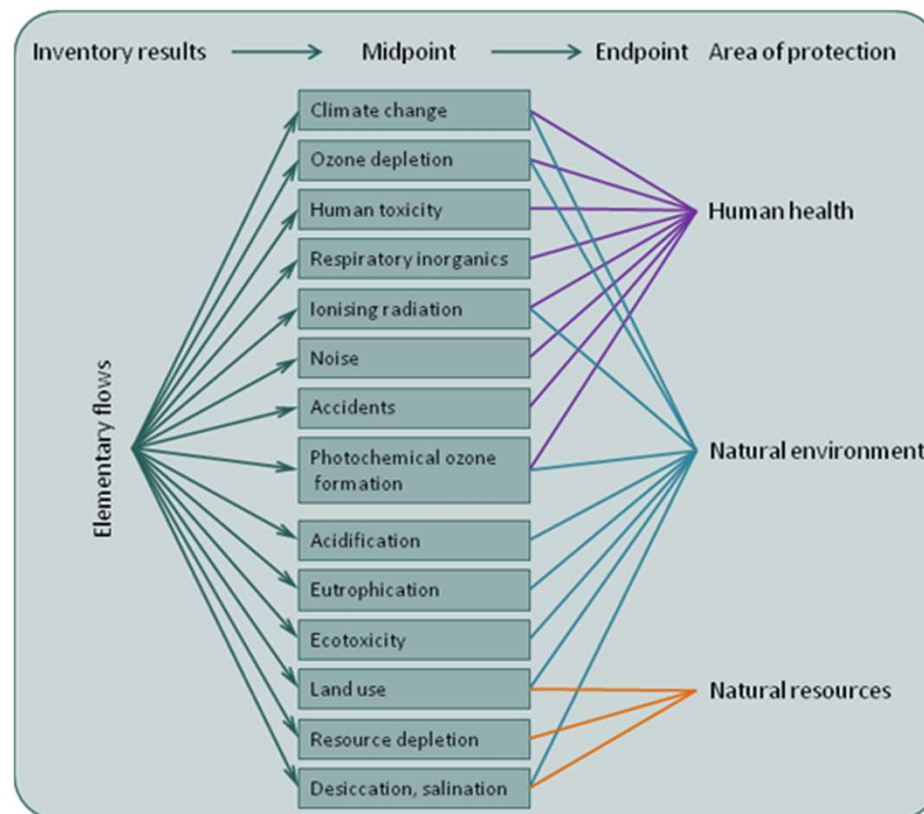 Inventory results Midpoint Endpoint Area of protection
Climate change
Ozone depletion
Human toxicity
Respiratory inorganics
Ionising radiation
Noise
Accidents
Photochemical ozone
formation
Acidification
Eutrophication
Ecotoxicity
Land use
Resource depletion
Desiccation, salination
Elementary flows
Human health
Natural environment
Natural resources